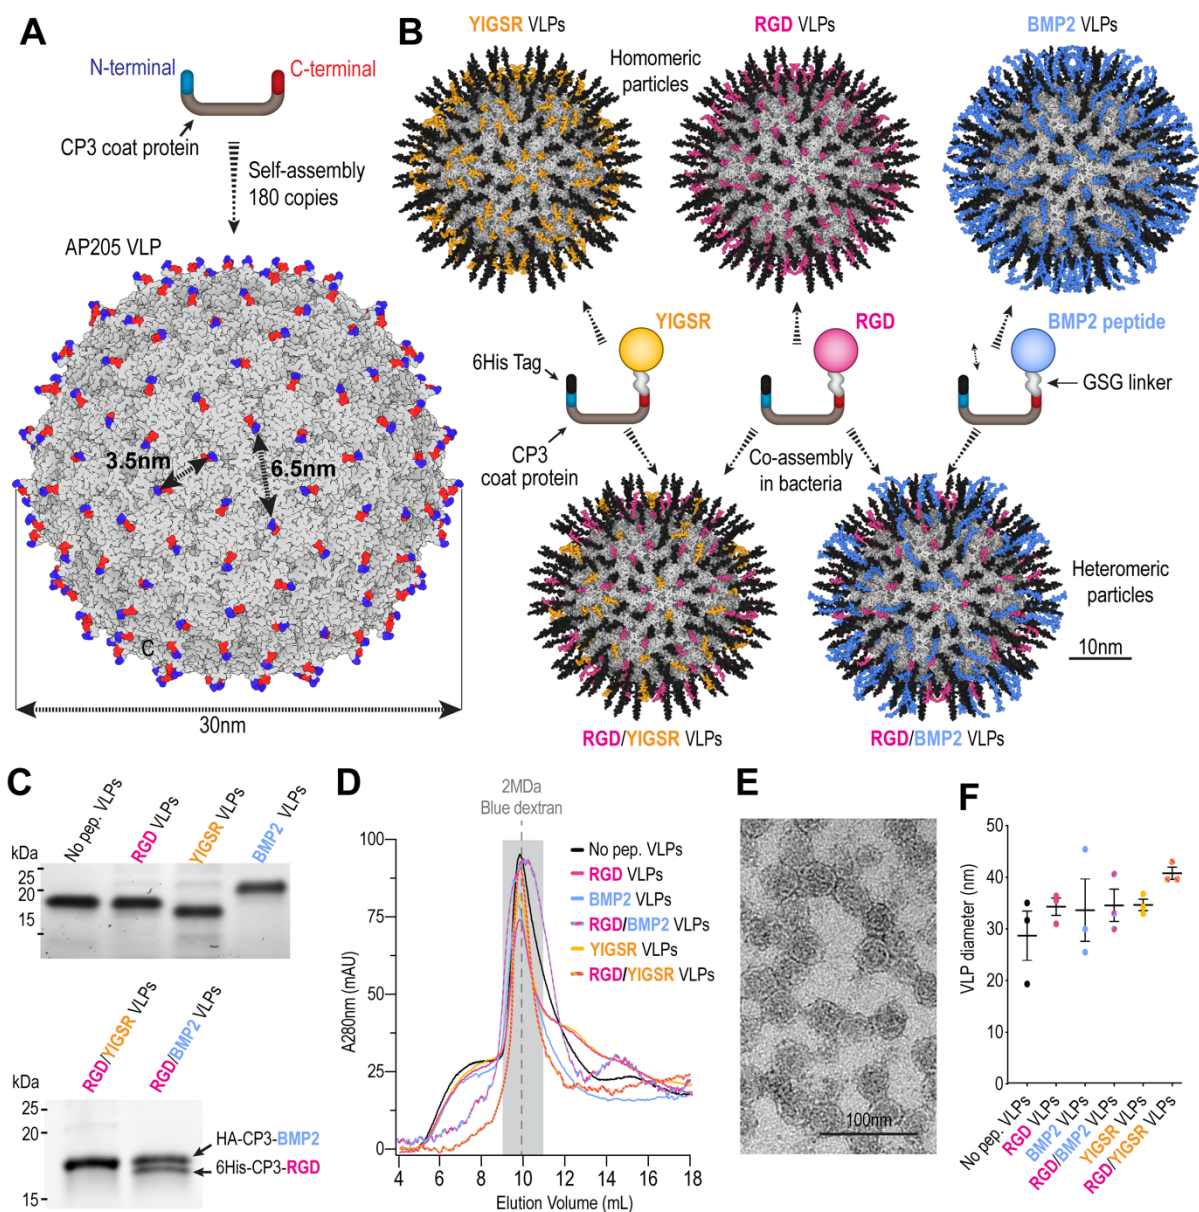 A
N-terminal
C-terminal
CP3 coat protein
Self-assembly
180 copies
AP205 VLP
3.5nm
6.5nm
C
30nm
B
YIGSR VLPs
RGD VLPs
BMP2 VLPs
Homomeric
particles
YIGSR
RGD
BMP2 peptide
6His Tag
GSG linker
CP3
coat protein
Co-assembly
in bacteria
Heteromeric
particles
10nm
RGD/YIGSR VLPs
RGD/BMP2 VLPs
C
No pep. VLPs
RGD VLPs
YIGSR VLPs
BMP2 VLPs
kDa
25
20
15
RGD/YIGSR VLPs
RGD/BMP2 VLPs
kDa
25
20
15
HA-CP3-BMP2
6His-CP3-RGD
D
2MDa
Blue dextran
100
75
50
25
0
A280nm (mAU)
No pep. VLPs
RGD VLPs
BMP2 VLPs
RGD/BMP2 VLPs
YIGSR VLPs
RGD/YIGSR VLPs
4 6 8 10 12 14 16 18
Elution Volume (mL)
E
100nm
F
50
40
30
20
10
0
VLP diameter (nm)
No pep. VLPs
RGD VLPs
BMP2 VLPs
RGD/BMP2 VLPs
YIGSR VLPs
RGD/YIGSR VLPs